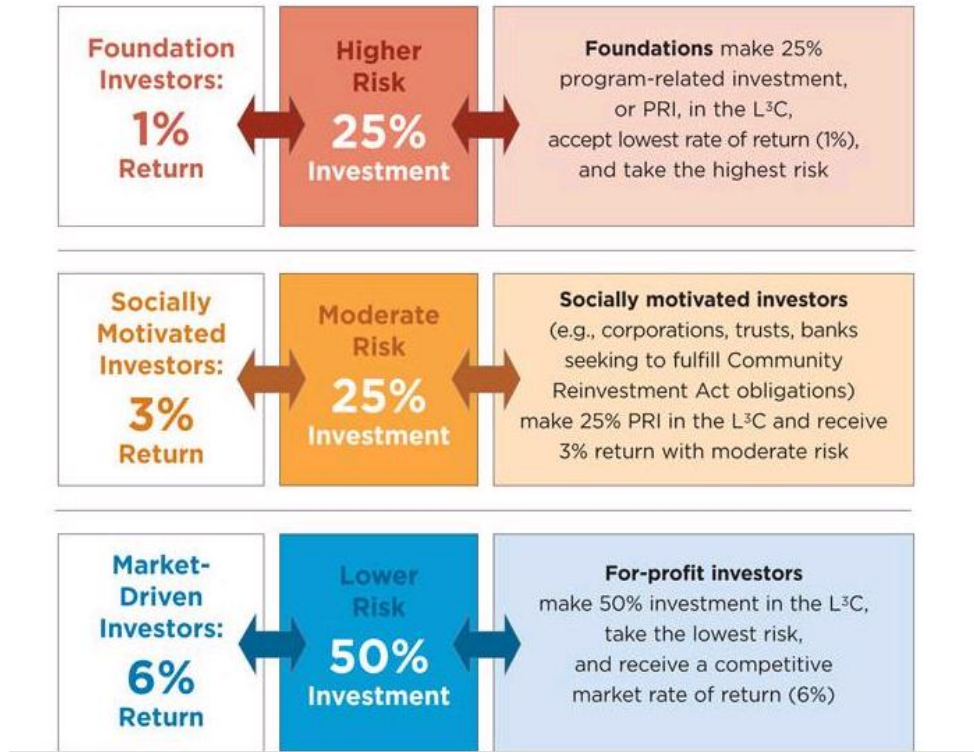 Foundation
Investors:
1%
Return
Higher
Risk
25%
Investment
Foundations make 25%
program-related investment,
or PRI, in the L³C,
accept lowest rate of return (1%),
and take the highest risk
Socially
Motivated
Investors:
3%
Return
Moderate
Risk
25%
Investment
Socially motivated investors
(e.g., corporations, trusts, banks
seeking to fulfill Community
Reinvestment Act obligations)
make 25% PRI in the L³C and receive
3% return with moderate risk
Market-
Driven
Investors:
6%
Return
Lower
Risk
50%
Investment
For-profit investors
make 50% investment in the L³C,
take the lowest risk,
and receive a competitive
market rate of return (6%)